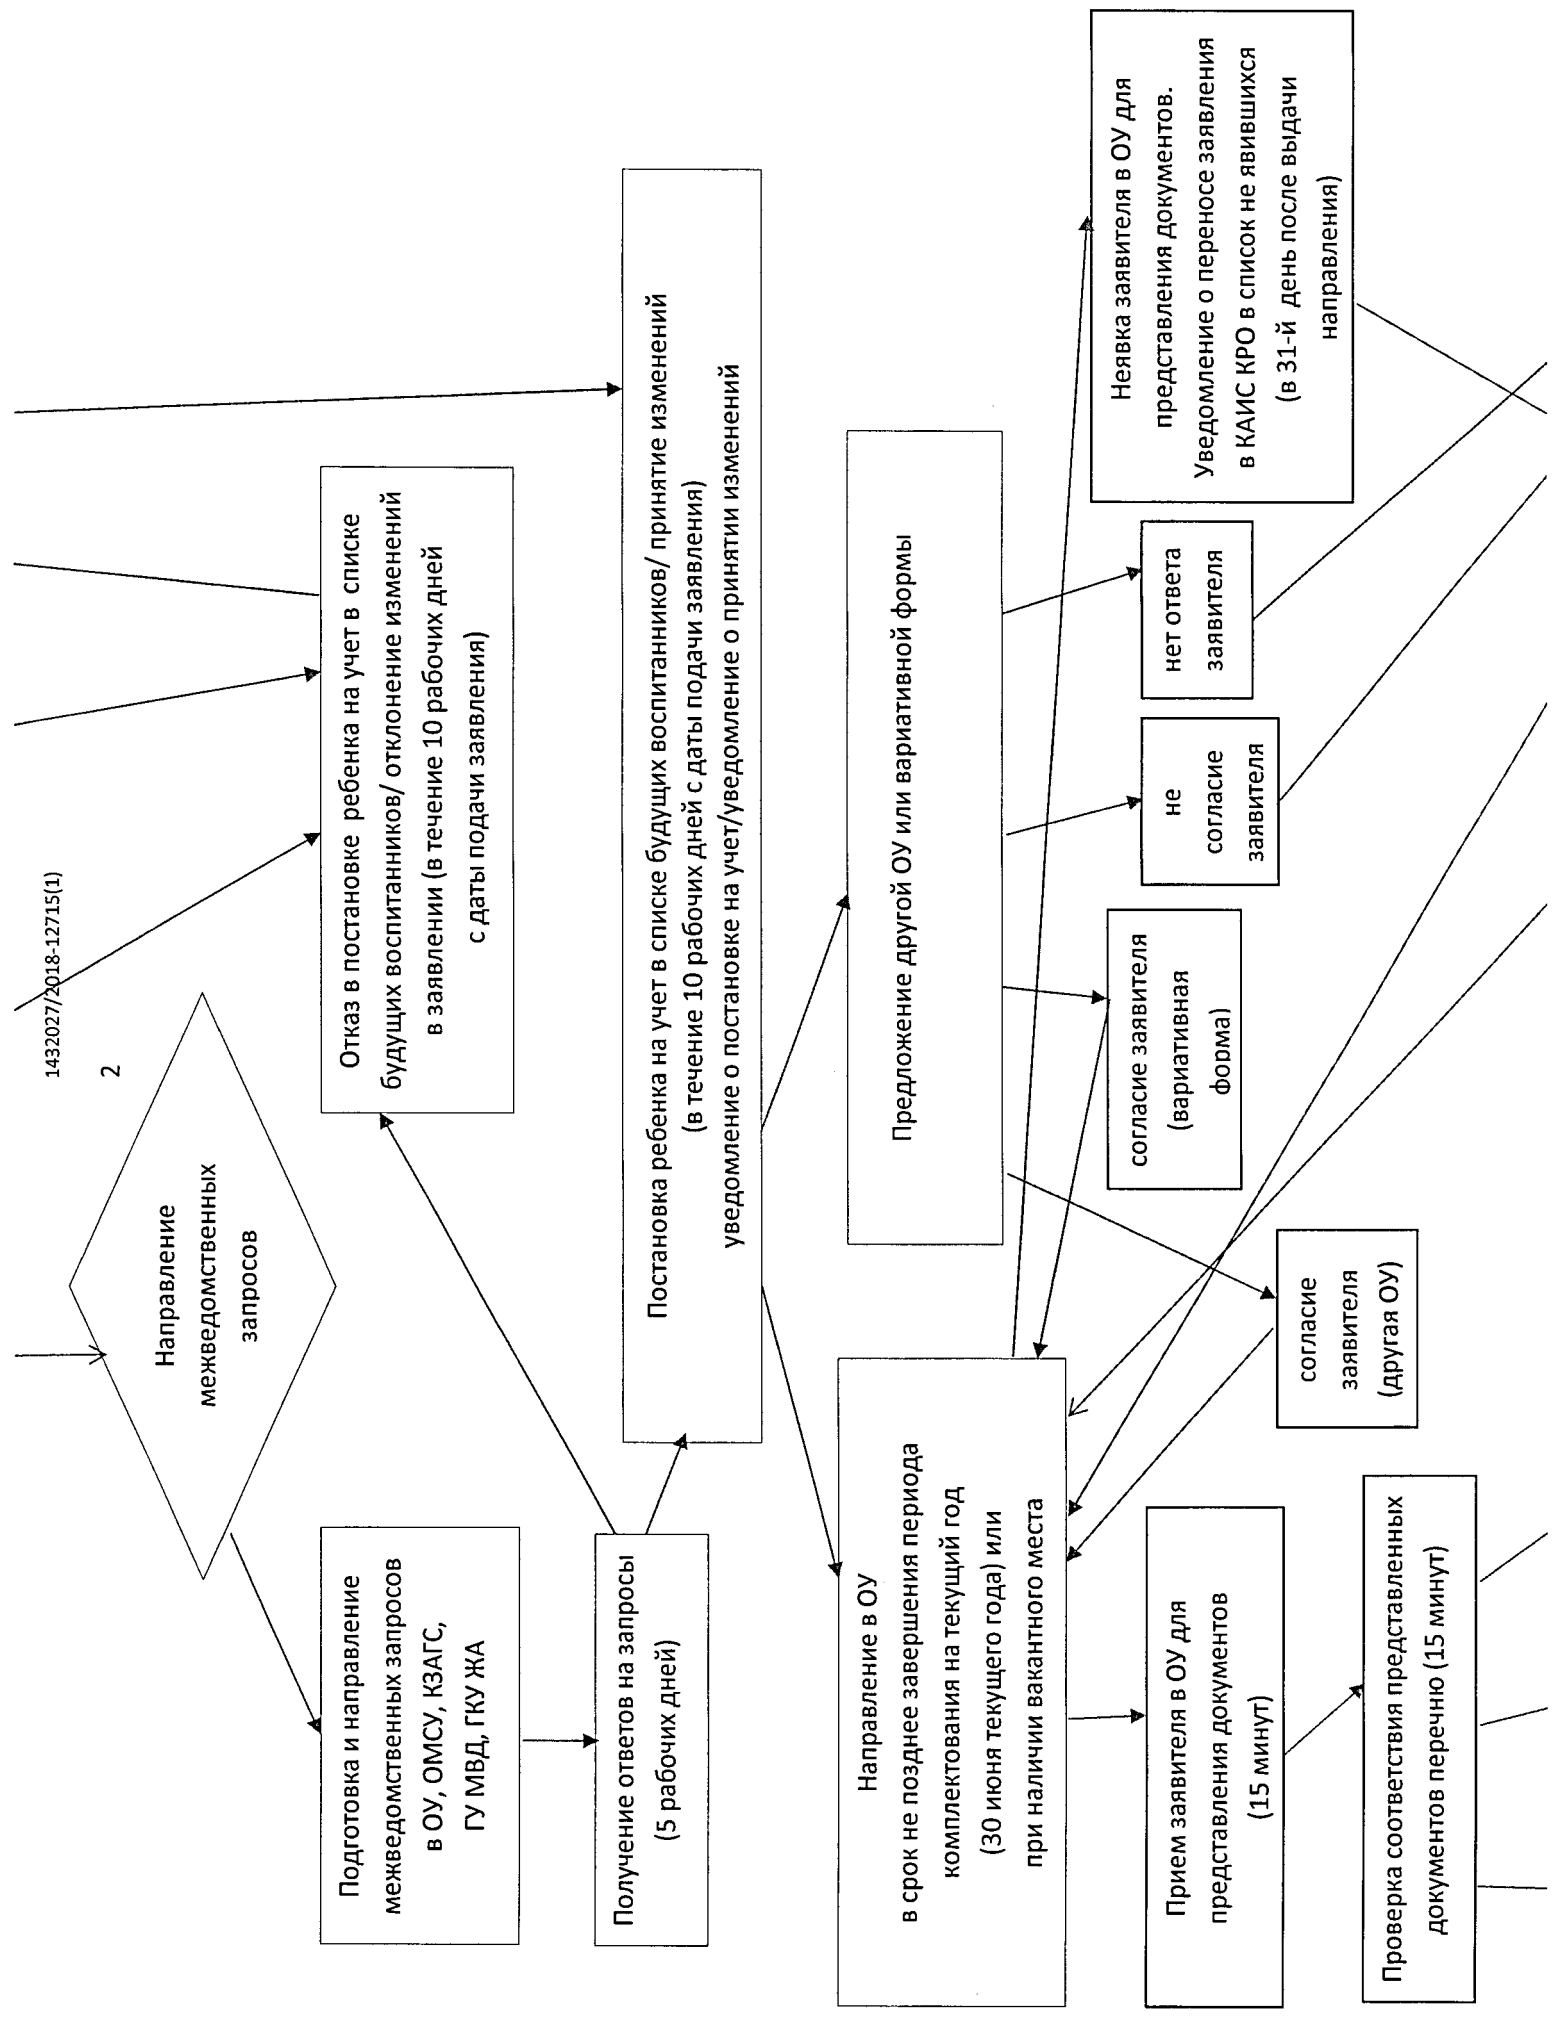 1432027/2018-12715(1)
2
Направление
межведомственных
запросов
Подготовка и направление
межведомственных запросов
в ОУ, ОМСУ, КЗАГС,
ГУ МВД, ГКУ ЖА
Отказ в постановке ребенка на учет в списке
будущих воспитанников/ отклонение изменений
в заявлении (в течение 10 рабочих дней
с даты подачи заявления)
Получение ответов на запросы
(5 рабочих дней)
Постановка ребенка на учет в списке будущих воспитанников/ принятие изменений
(в течение 10 рабочих дней с даты подачи заявления)
уведомление о постановке на учет/уведомление о принятии изменений
Направление в ОУ
в срок не позднее завершения периода
комплектования на текущий год
(30 июня текущего года) или
при наличии вакантного места
Предложение другой ОУ или вариативной формы
Неявка заявителя в ОУ для
представления документов.
Уведомление о переносе заявления
в КАИС КРО в список не явившихся
(в 31-й день после выдачи
направления)
согласие заявителя
(вариативная
форма)
не
согласие
заявителя
нет ответа
заявителя
Прием заявителя в ОУ для
представления документов
(15 минут)
согласие
заявителя
(другая ОУ)
Проверка соответствия представленных
документов перечню (15 минут)